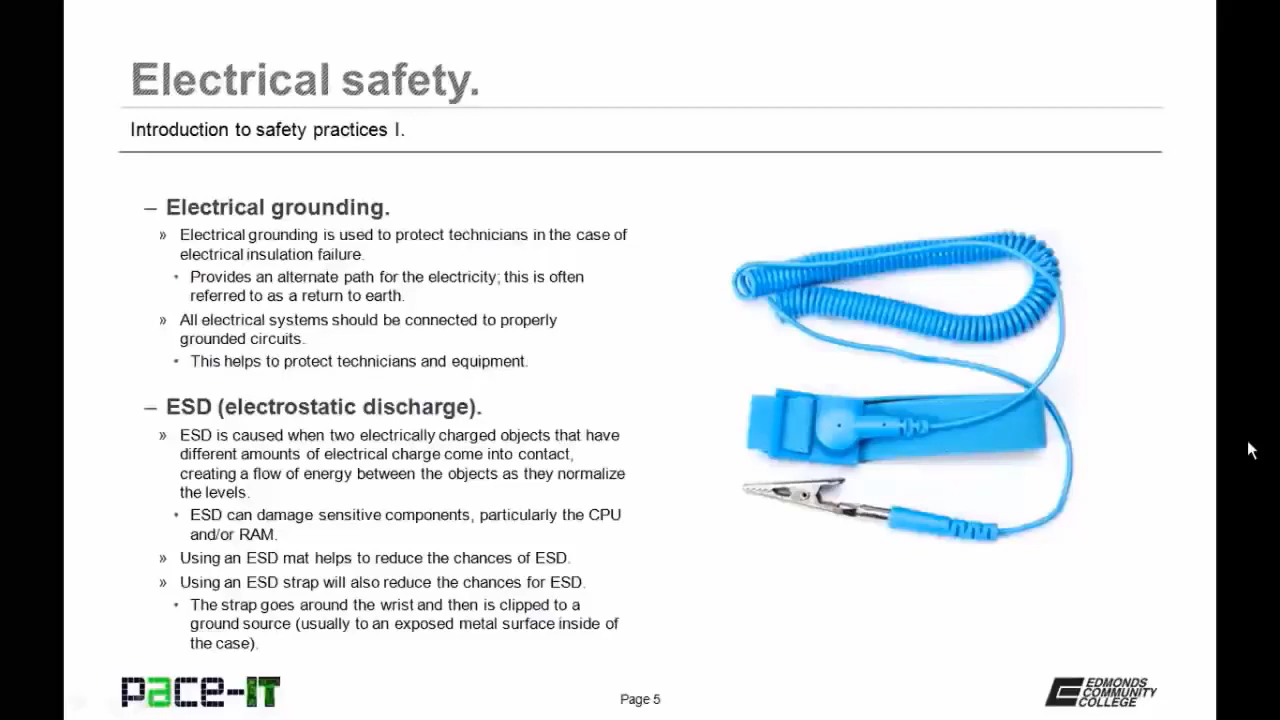 Electrical safety.
Introduction to safety practices I.
– Electrical grounding.
» Electrical grounding is used to protect technicians in the case of
electrical insulation failure.
• Provides an alternate path for the electricity; this is often
referred to as a return to earth.
» All electrical systems should be connected to properly
grounded circuits.
• This helps to protect technicians and equipment.
– ESD (electrostatic discharge).
» ESD is caused when two electrically charged objects that have
different amounts of electrical charge come into contact,
creating a flow of energy between the objects as they normalize
the levels.
• ESD can damage sensitive components, particularly the CPU
and/or RAM.
» Using an ESD mat helps to reduce the chances of ESD.
» Using an ESD strap will also reduce the chances for ESD.
• The strap goes around the wrist and then is clipped to a
ground source (usually to an exposed metal surface inside of
the case).
pace-IT
Page 5
EDMONDS
COMMUNITY
COLLEGE